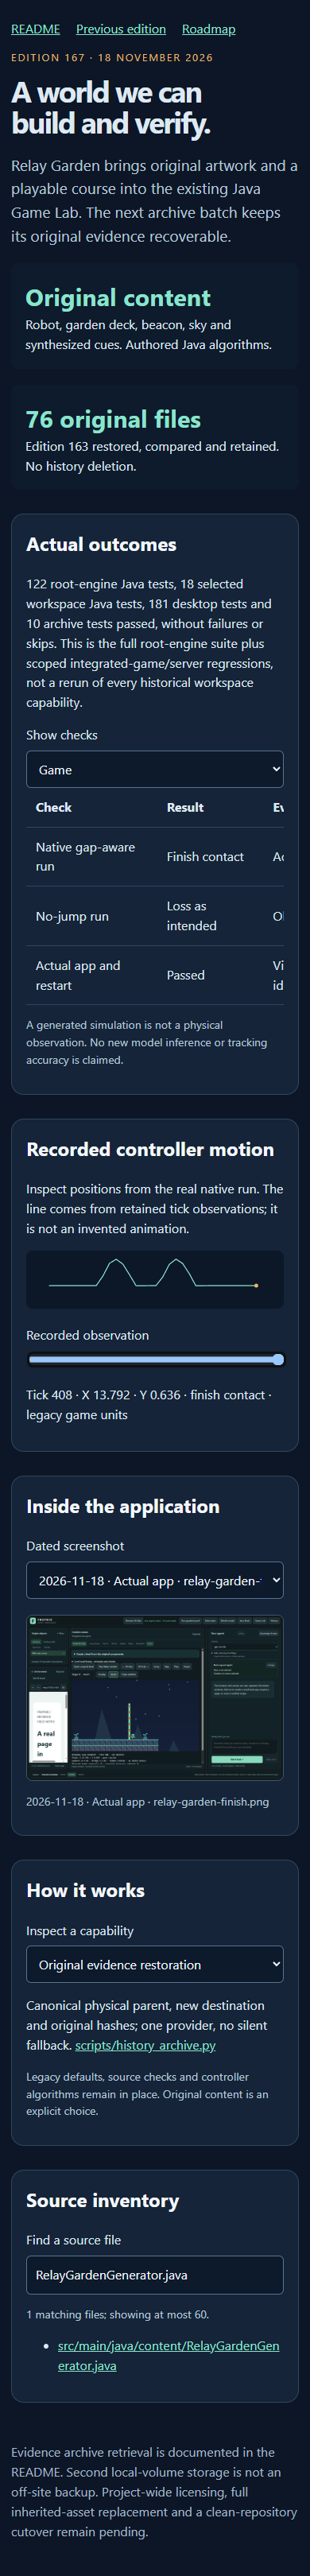 README Previous edition Roadmap
EDITION 167 · 18 NOVEMBER 2026
A world we can
build and verify.
Relay Garden brings original artwork and a
playable course into the existing Java
Game Lab. The next archive batch keeps
its original evidence recoverable.
Original content
Robot, garden deck, beacon, sky and
synthesized cues. Authored Java algorithms.
76 original files
Edition 163 restored, compared and retained.
No history deletion.
Actual outcomes
122 root-engine Java tests, 18 selected
workspace Java tests, 181 desktop tests and
10 archive tests passed, without failures or
skips. This is the full root-engine suite plus
scoped integrated-game/server regressions,
not a rerun of every historical workspace
capability.
Show checks
Game
Check Result
Native gap-aware
run
Finish contact
No-jump run
Loss as
intended
Actual app and
restart
Passed
A generated simulation is not a physical
observation. No new model inference or tracking
accuracy is claimed.
Recorded controller motion
Inspect positions from the real native run. The
line comes from retained tick observations; it
is not an invented animation.
Recorded observation
Tick 408 · X 13.792 · Y 0.636 · finish contact ·
legacy game units
Inside the application
Dated screenshot
2026-11-18 · Actual app · relay-garden-
A real
page
in
2026-11-18 · Actual app · relay-garden-finish.png
How it works
Inspect a capability
Original evidence restoration
Canonical physical parent, new destination
and original hashes; one provider, no silent
fallback. scripts/history_archive.py
Legacy defaults, source checks and controller
algorithms remain in place. Original content is an
explicit choice.
Source inventory
Find a source file
RelayGardenGenerator.java
1 matching files; showing at most 60.
src/main/java/content/RelayGardenGen
erator.java
Evidence archive retrieval is documented in the
README. Second local-volume storage is not an
off-site backup. Project-wide licensing, full
inherited-asset replacement and a clean-repository
cutover remain pending.